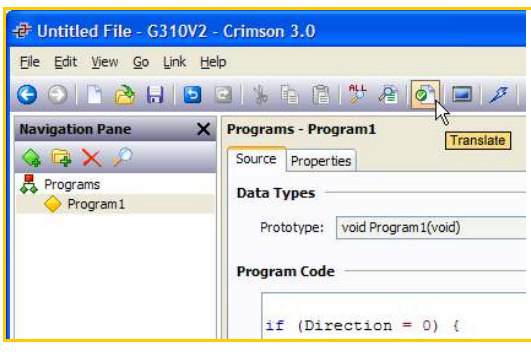 Untitled File - G310V2 - Crimson 3.0
File Edit View Go Link Help
ALL
Navigation Pane X
Programs - Program1
Translate
Source Properties
Programs
Program1
Data Types
Prototype: void Program1(void)
Program Code
if (Direction = 0) {